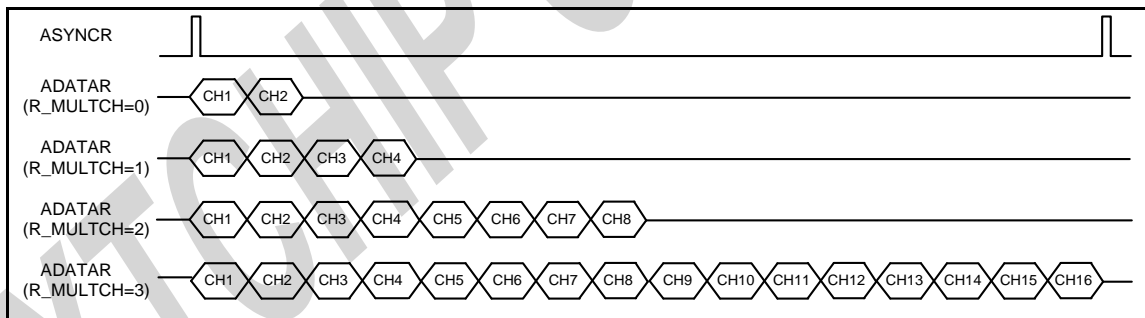 ASYNCR
ADATAR
(R_MULTCH=0)
CH1 CH2
ADATAR
(R_MULTCH=1)
CH1 CH2 CH3 CH4
ADATAR
(R_MULTCH=2)
CH1 CH2 CH3 CH4 CH5 CH6 CH7 CH8
ADATAR
(R_MULTCH=3)
CH1 CH2 CH3 CH4 CH5 CH6 CH7 CH8 CH9 CH10 CH11 CH12 CH13 CH14 CH15 CH16